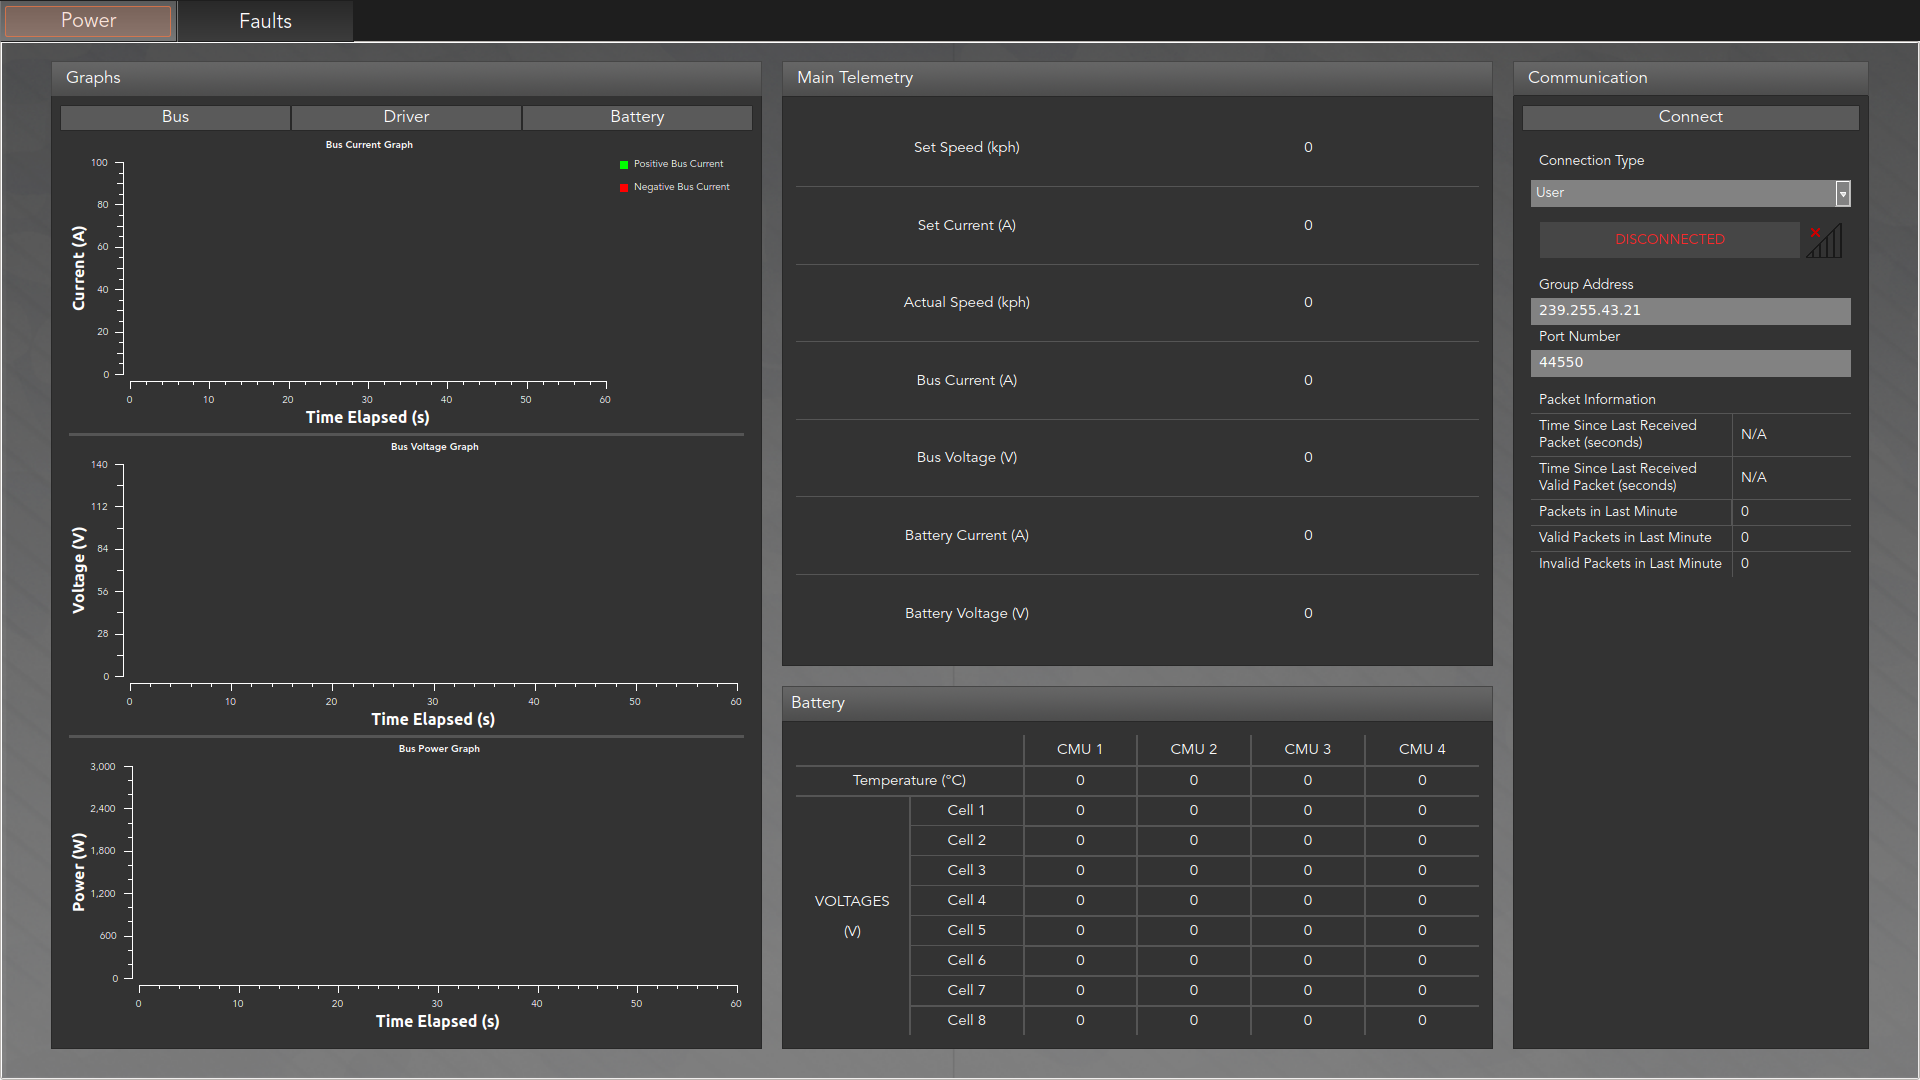 Power
Faults
Graphs
Bus
Driver
Battery
Bus Current Graph
Positive Bus Current
Negative Bus Current
Current (A)
100
80
60
40
20
0
0 10 20 30 40 50 60
Time Elapsed (s)
Bus Voltage Graph
Voltage (V)
140
112
84
56
28
0
0 10 20 30 40 50 60
Time Elapsed (s)
Bus Power Graph
Power (W)
3,000
2,400
1,800
1,200
600
0
0 10 20 30 40 50 60
Time Elapsed (s)
Main Telemetry
Set Speed (kph) 0
Set Current (A) 0
Actual Speed (kph) 0
Bus Current (A) 0
Bus Voltage (V) 0
Battery Current (A) 0
Battery Voltage (V) 0
Battery
CMU 1 CMU 2 CMU 3 CMU 4
Temperature (°C) 0 0 0 0
VOLTAGES
(V)
Cell 1 0 0 0 0
Cell 2 0 0 0 0
Cell 3 0 0 0 0
Cell 4 0 0 0 0
Cell 5 0 0 0 0
Cell 6 0 0 0 0
Cell 7 0 0 0 0
Cell 8 0 0 0 0
Communication
Connect
Connection Type
User
DISCONNECTED
Group Address
239.255.43.21
Port Number
44550
Packet Information
Time Since Last Received
Packet (seconds) N/A
Time Since Last Received
Valid Packet (seconds) N/A
Packets in Last Minute 0
Valid Packets in Last Minute 0
Invalid Packets in Last Minute 0